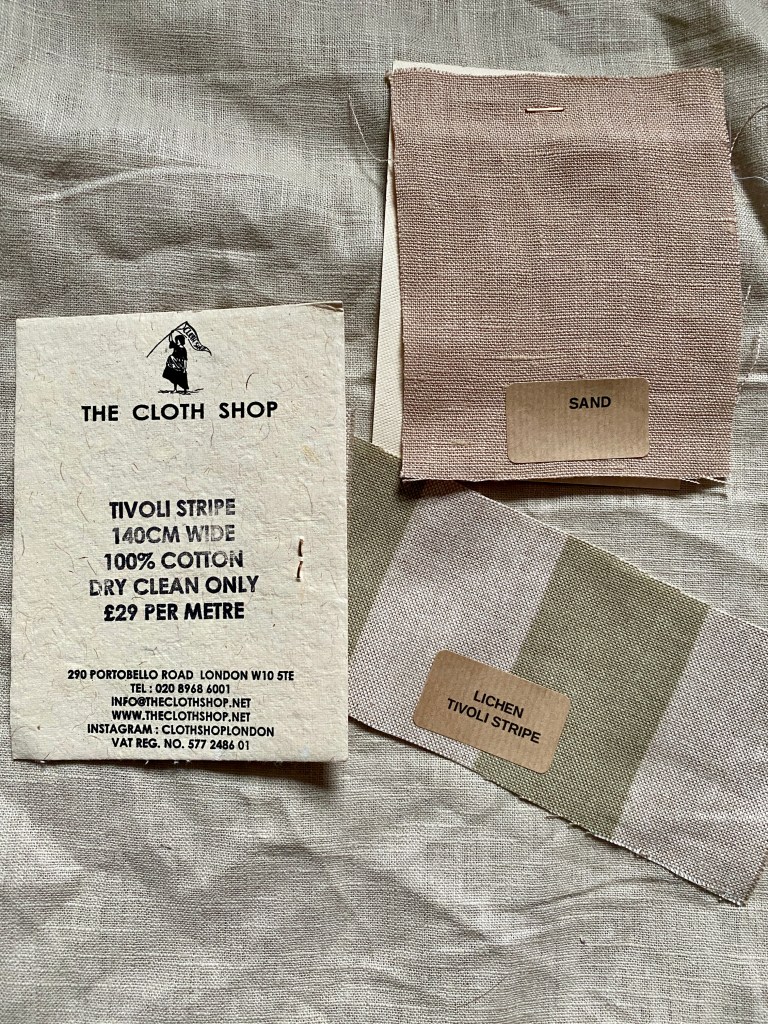 THE CLOTH SHOP
TIVOLI STRIPE
140CM WIDE
100% COTTON
DRY CLEAN ONLY
£29 PER METRE
290 PORTOBELLO ROAD LONDON W10 5TE
TEL : 020 8968 6001
INFO@THECLOTHSHOP.NET
WWW.THECLOTHSHOP.NET
INSTAGRAM : CLOTHSHOPLONDON
VAT REG. NO. 577 2486 01
SAND
LICHEN
TIVOLI STRIPE